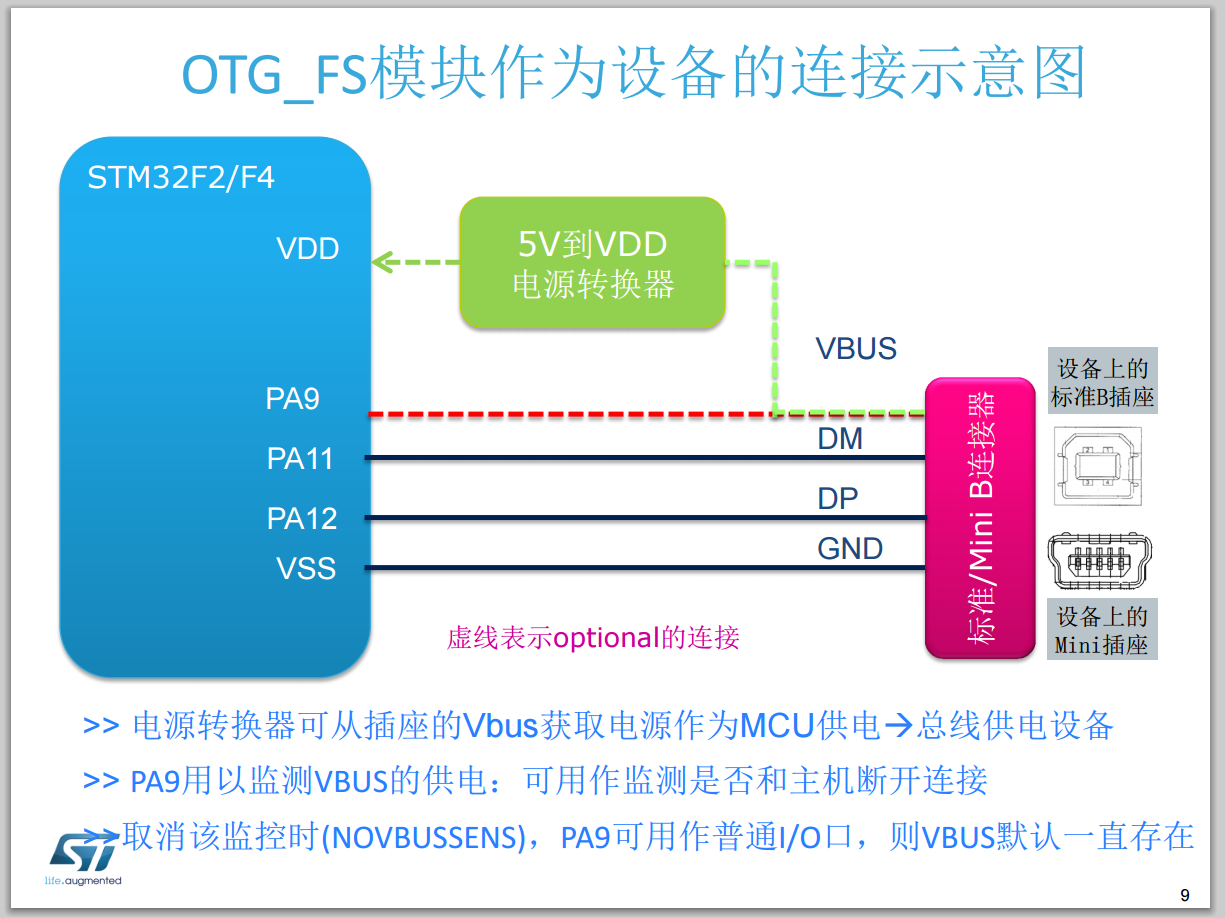 OTG_FS模块作为设备的连接示意图
STM32F2/F4
VDD
5V到VDD
电源转换器
VBUS
PA9
DM
PA11
DP
PA12
GND
VSS
标准/Mini B连接器
设备上的
标准B插座
设备上的
Mini插座
虚线表示optional的连接
>> 电源转换器可从插座的Vbus获取电源作为MCU供电→总线供电设备
>> PA9用以监测VBUS的供电：可用作监测是否和主机断开连接
>>取消该监控时(NOVBUSSENS)，PA9可用作普通I/O口，则VBUS默认一直存在
ST
life.augmented
9